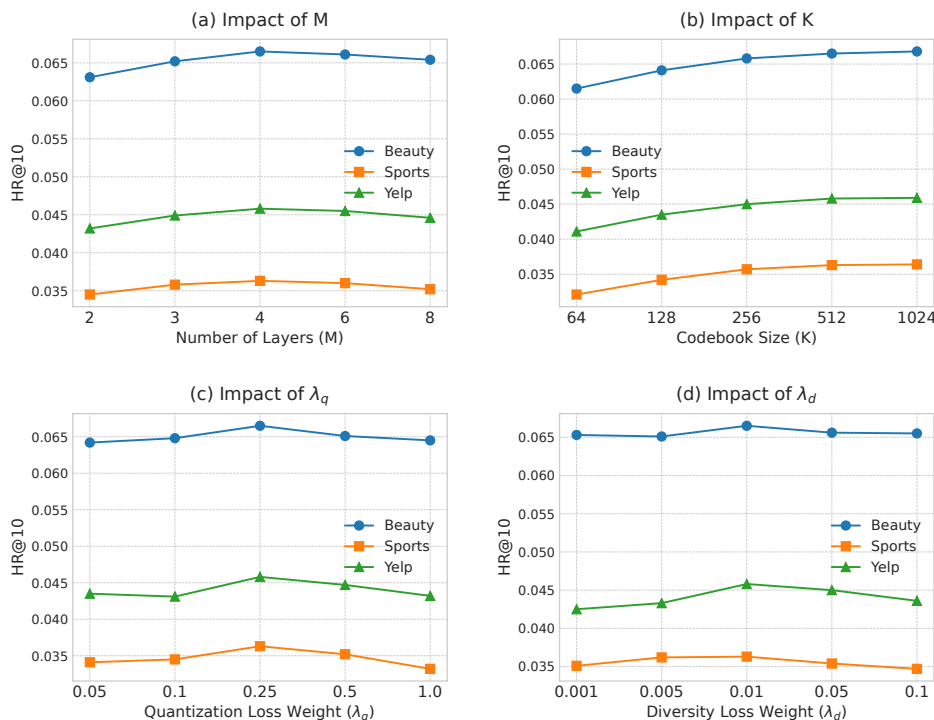 (a) Impact of M
HR@10
0.065
0.060
0.055
0.050
0.045
0.040
0.035
Beauty
Sports
Yelp
2 3 4 6 8
Number of Layers (M)
(b) Impact of K
HR@10
0.065
0.060
0.055
0.050
0.045
0.040
0.035
Beauty
Sports
Yelp
64 128 256 512 1024
Codebook Size (K)
(c) Impact of λq
HR@10
0.065
0.060
0.055
0.050
0.045
0.040
0.035
Beauty
Sports
Yelp
0.05 0.1 0.25 0.5 1.0
Quantization Loss Weight (λq)
(d) Impact of λd
HR@10
0.065
0.060
0.055
0.050
0.045
0.040
0.035
Beauty
Sports
Yelp
0.001 0.005 0.01 0.05 0.1
Diversity Loss Weight (λd)